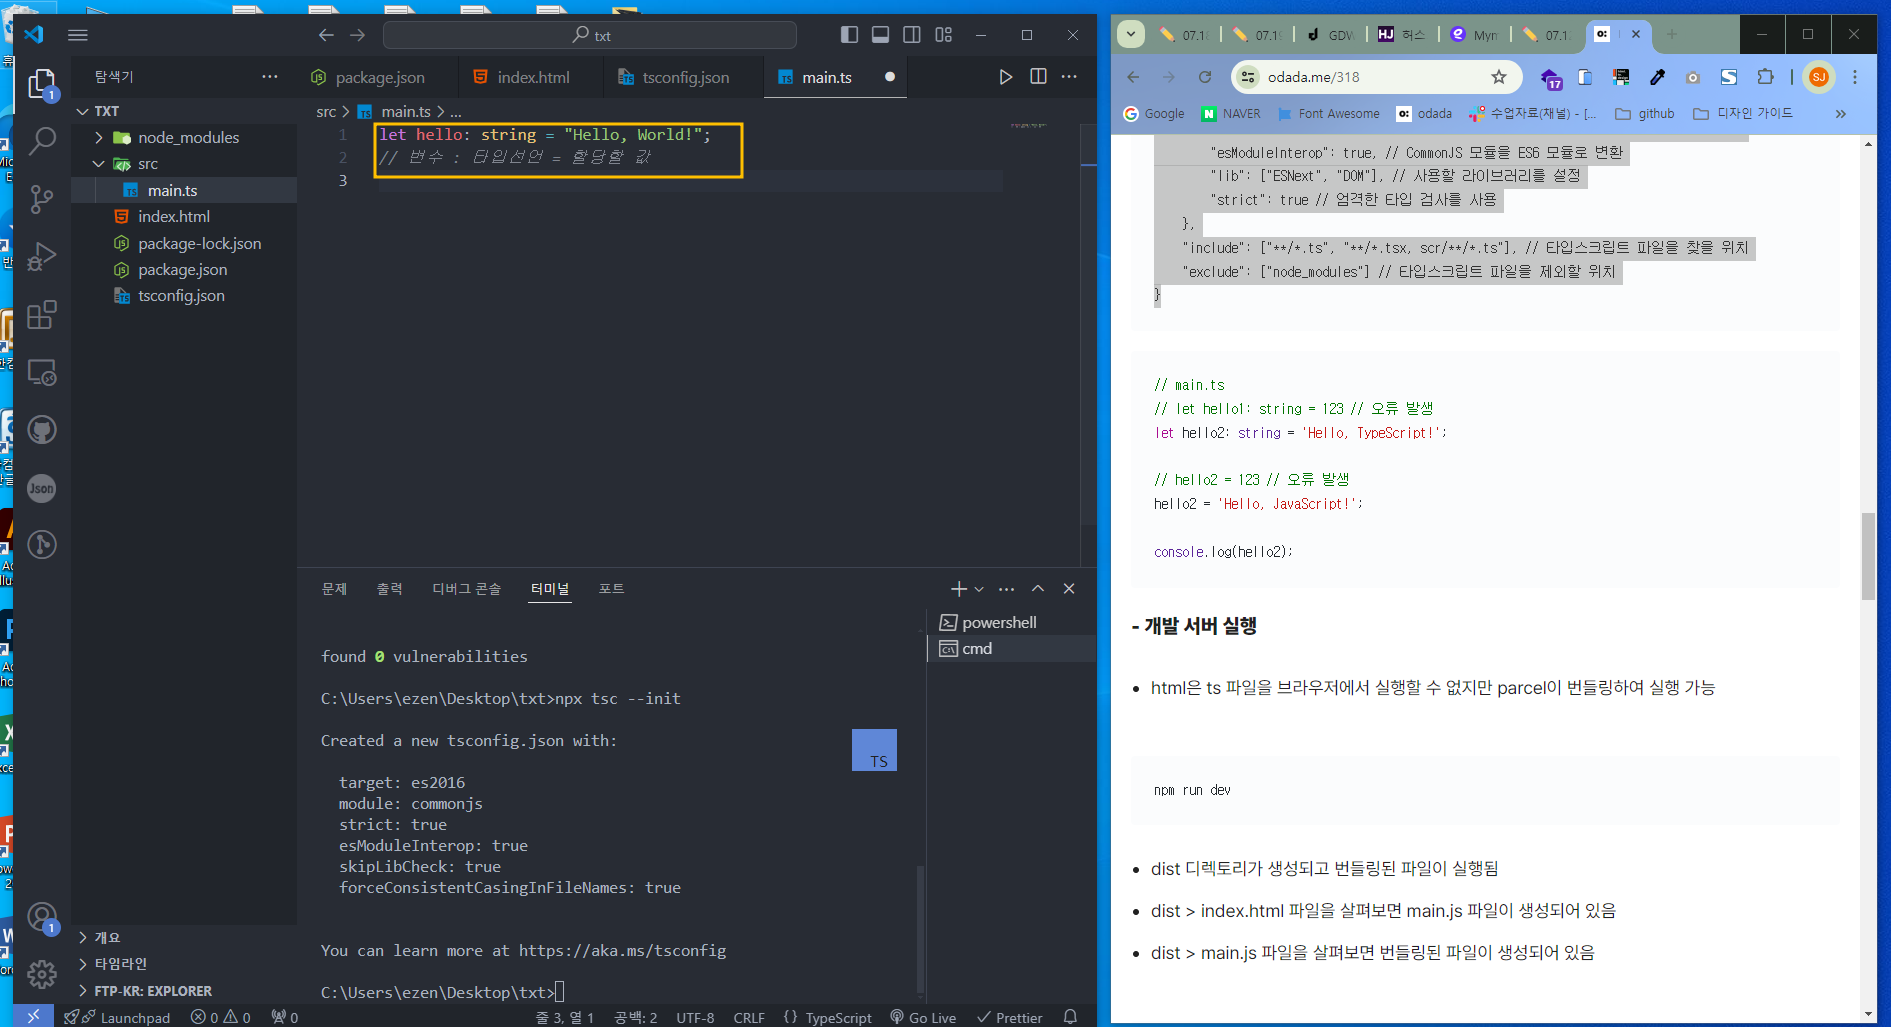 txt
탐색기
TXT
node_modules
src
main.ts
index.html
package-lock.json
package.json
tsconfig.json
개요
타임라인
FTP-KR: EXPLORER
package.json
index.html
tsconfig.json
main.ts
src > main.ts > ...
1 let hello: string = "Hello, World!";
2 // 변수 : 타입선언 = 할당할 값
3
문제 출력 디버그 콘솔 터미널 포트
powershell
cmd
found 0 vulnerabilities
C:\Users\ezen\Desktop\txt>npx tsc --init
Created a new tsconfig.json with:
target: es2016
module: commonjs
strict: true
esModuleInterop: true
skipLibCheck: true
forceConsistentCasingInFileNames: true
You can learn more at https://aka.ms/tsconfig
C:\Users\ezen\Desktop\txt>
TS
Launchpad 0 0 0 줄 3, 열 1 공백: 2 UTF-8 CRLF {} TypeScript Go Live Prettier
07.1 GDW HJ 허스 Myn 07.1
odada.me/318
17
SJ
Google NAVER Font Awesome odada 수업자료(채널) - [... github 디자인 가이드
"esModuleInterop": true, // CommonJS 모듈을 ES6 모듈로 변환
"lib": ["ESNext", "DOM"], // 사용할 라이브러리를 설정
"strict": true // 엄격한 타입 검사를 사용
},
"include": ["**/*.ts", "**/*.tsx, scr/**/*.ts"], // 타입스크립트 파일을 찾을 위치
"exclude": ["node_modules"] // 타입스크립트 파일을 제외할 위치
}
// main.ts
// let hello1: string = 123 // 오류 발생
let hello2: string = 'Hello, TypeScript!';
// hello2 = 123 // 오류 발생
hello2 = 'Hello, JavaScript!';
console.log(hello2);
- 개발 서버 실행
• html은 ts 파일을 브라우저에서 실행할 수 없지만 parcel이 번들링하여 실행 가능
npm run dev
• dist 디렉토리가 생성되고 번들링된 파일이 실행됨
• dist > index.html 파일을 살펴보면 main.js 파일이 생성되어 있음
• dist > main.js 파일을 살펴보면 번들링된 파일이 생성되어 있음